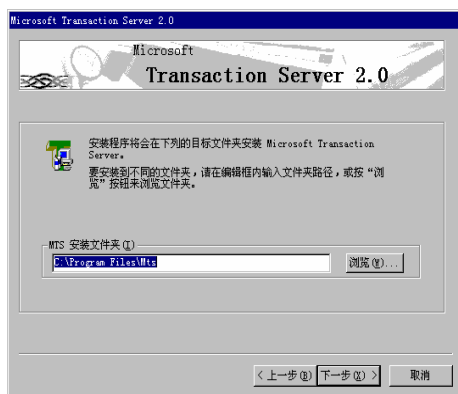 Microsoft Transaction Server 2.0
Microsoft
Transaction Server 2.0
安装程序将会在下列的目标文件夹安装 Microsoft Transaction
Server。
要安装到不同的文件夹，请在编辑框内输入文件夹路径，或按“浏
览”按钮来浏览文件夹。
MTS 安装文件夹(I)
C:\Program Files\Mts
浏览(W)...
< 上一步(B)
下一步(X) >
取消